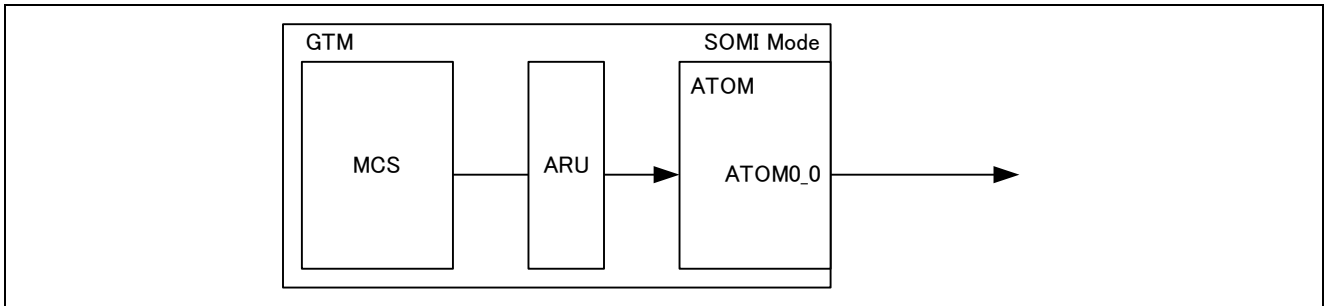 GTM
SOMI Mode
ATOM
MCS
ARU
ATOM0_0